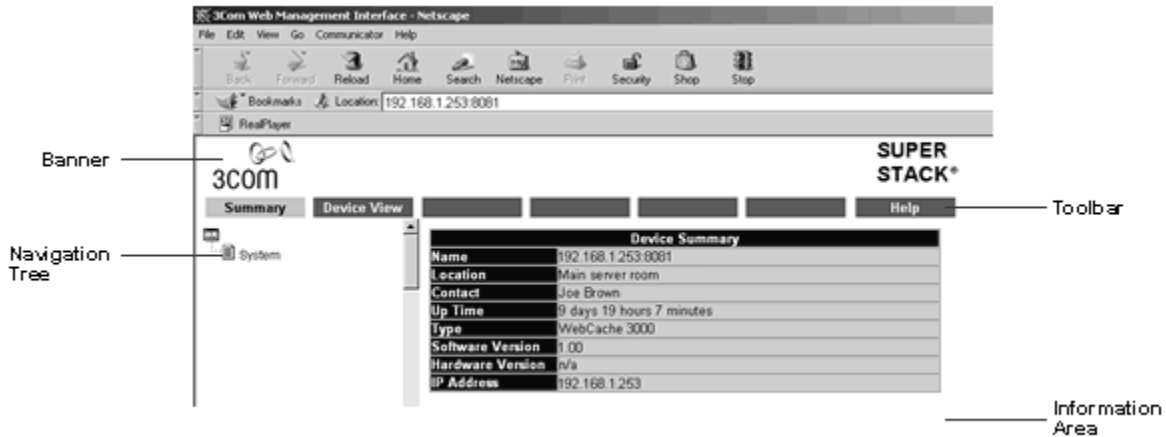 3Com Web Management Interface - Netscape
File Edit View Go Communicator Help
Back Forward Reload Home Search Netscape Print Security Shop Stop
Bookmarks Location: 192.168.1.253:8081
RealPlayer
Banner
3COM
SUPER
STACK®
Summary Device View Help
Toolbar
Navigation
Tree
System
Device Summary
Name 192.168.1.253:8081
Location Main server room
Contact Joe Brown
Up Time 9 days 19 hours 7 minutes
Type WebCache 3000
Software Version 1.00
Hardware Version n/a
IP Address 192.168.1.253
Information
Area